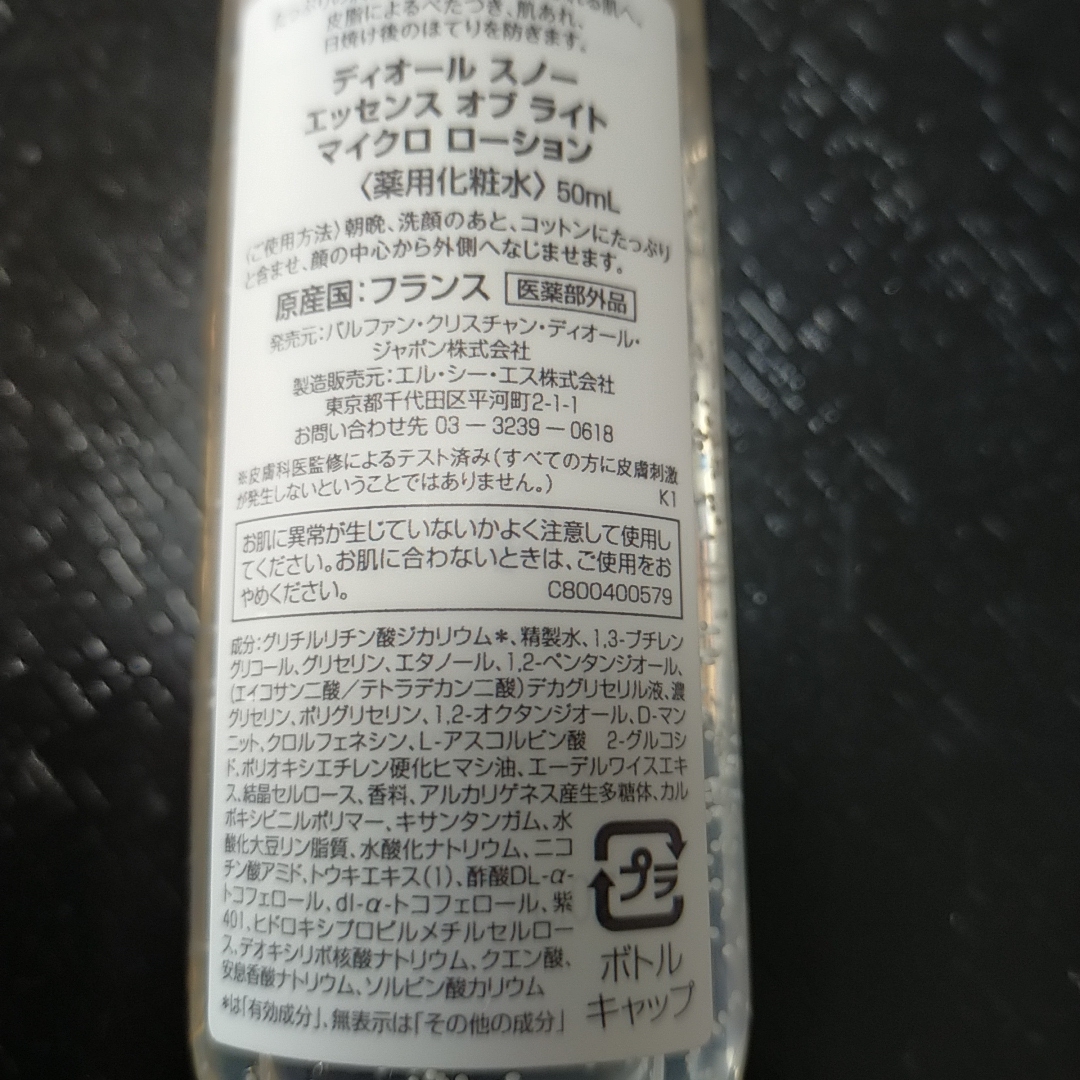 皮脂によるべたつき、肌あれ、
日焼け後のほてりを防ぎます。
ディオール スノー
エッセンス オブ ライト
マイクロ ローション
〈薬用化粧水〉 50mL
〈ご使用方法〉朝晩、洗顔のあと、コットンにたっぷり
と含ませ、顔の中心から外側へなじませます。
原産国:フランス 医薬部外品
発売元:パルファン・クリスチャン・ディオール・
ジャポン株式会社
製造販売元:エル・シー・エス株式会社
東京都千代田区平河町2-1-1
お問い合わせ先 03 ー 3239 ー 0618
※皮膚科医監修によるテスト済み(すべての方に皮膚刺激
が発生しないということではありません。) K1
お肌に異常が生じていないかよく注意して使用し
てください。お肌に合わないときは、ご使用をお
やめください。 C800400579
成分:グリチルリチン酸ジカリウム*、精製水、1,3-ブチレン
グリコール、グリセリン、エタノール、1,2-ペンタンジオール、
(エイコサン二酸/テトラデカン二酸)デカグリセリル液、濃
グリセリン、ポリグリセリン、1,2-オクタンジオール、D-マン
ニット、クロルフェネシン、L-アスコルビン酸 2-グルコシ
ド、ポリオキシエチレン硬化ヒマシ油、エーデルワイスエキ
ス、結晶セルロース、香料、アルカリゲネス産生多糖体、カル
ボキシビニルポリマー、キサンタンガム、水
酸化大豆リン脂質、水酸化ナトリウム、ニコ
チン酸アミド、トウキエキス(1)、酢酸DL-α-
トコフェロール、dl-α-トコフェロール、紫
401、ヒドロキシプロピルメチルセルロー
ス、デオキシリボ核酸ナトリウム、クエン酸、
安息香酸ナトリウム、ソルビン酸カリウム
*は「有効成分」、無表示は「その他の成分」
プラ
ボトル
キャップ